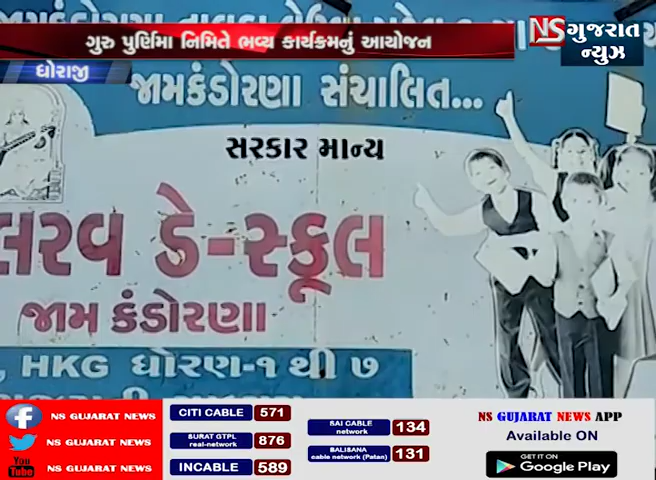 ગુરુ પુર્ણિમા નિમિતે ભવ્ય કાર્યક્રમનું આયોજન
NS ગુજરાત
ન્યુઝ
ધોરાજી
જામકંડોરણા સંચાલિત...
સરકાર માન્ય
ડે-સ્કૂલ
જામ કંડોરણા
, HKG ધોરણ-૧ થી ૭
NS GUJARAT NEWS
NS GUJARAT NEWS
You Tube NS GUJARAT NEWS
CITI CABLE 571
SURAT GTPL real-network 876
INCABLE 589
SAI CABLE network 134
BALISANA cable network (Patan) 131
NS GUJARAT NEWS APP
Available ON
GET IT ON
Google Play